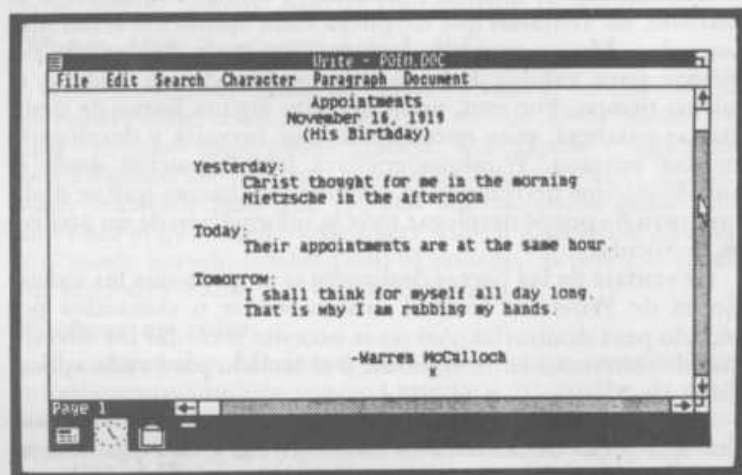 Write - POEM.DOC
File Edit Search Character Paragraph Document
Appointments
November 16, 1919
(His Birthday)
Yesterday:
Christ thought for me in the morning
Nietzsche in the afternoon
Today:
Their appointments are at the same hour
Tomorrow:
I shall think for myself all day long.
That is why I am rubbing my hands.
-Warren McCulloch
Page 1